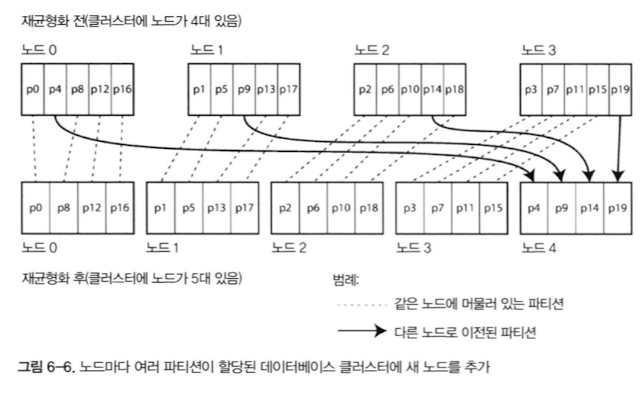 재균형화 전(클러스터에 노드가 4대 있음)
노드 0 노드 1 노드 2 노드 3
p0 p4 p8 p12 p16 p1 p5 p9 p13 p17 p2 p6 p10 p14 p18 p3 p7 p11 p15 p19
p0 p8 p12 p16 p1 p5 p13 p17 p2 p6 p10 p18 p3 p7 p11 p15 p4 p9 p14 p19
노드 0 노드 1 노드 2 노드 3 노드 4
재균형화 후(클러스터에 노드가 5대 있음) 범례:
같은 노드에 머물러 있는 파티션
다른 노드로 이전된 파티션
그림 6-6. 노드마다 여러 파티션이 할당된 데이터베이스 클러스터에 새 노드를 추가